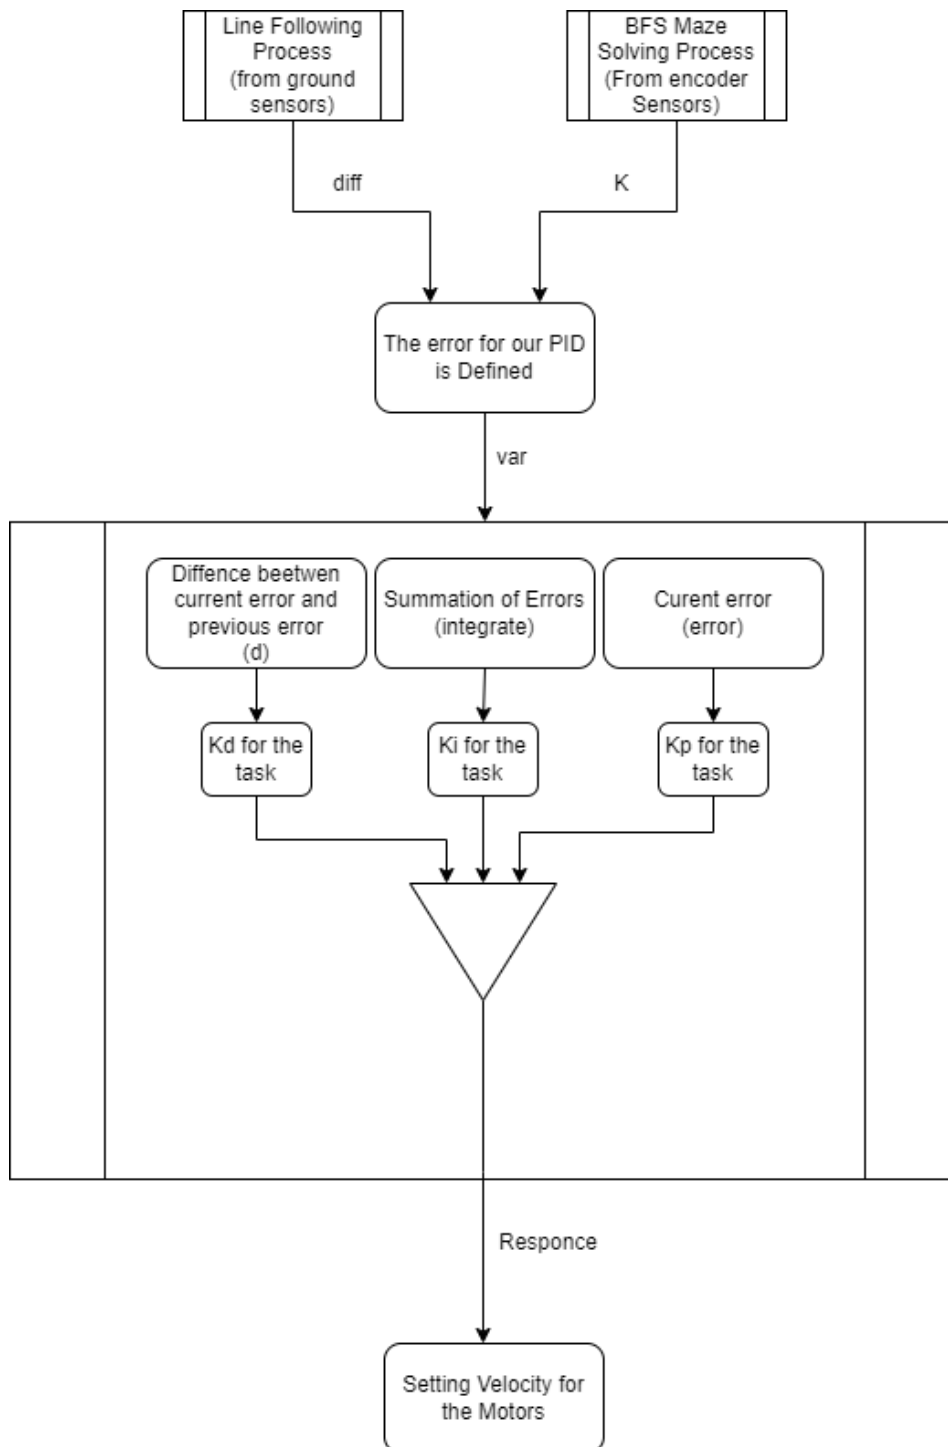 Line Following
Process
(from ground
sensors)
BFS Maze
Solving Process
(From encoder
Sensors)
diff
K
The error for our PID
is Defined
var
Diffence beetwen
current error and
previous error
(d)
Summation of Errors
(integrate)
Curent error
(error)
Kd for the
task
Ki for the
task
Kp for the
task
Responce
Setting Velocity for
the Motors